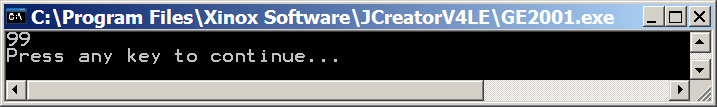 C:\Program Files\Xinox Software\JCreatorV4LE\GE2001.exe
99
Press any key to continue...